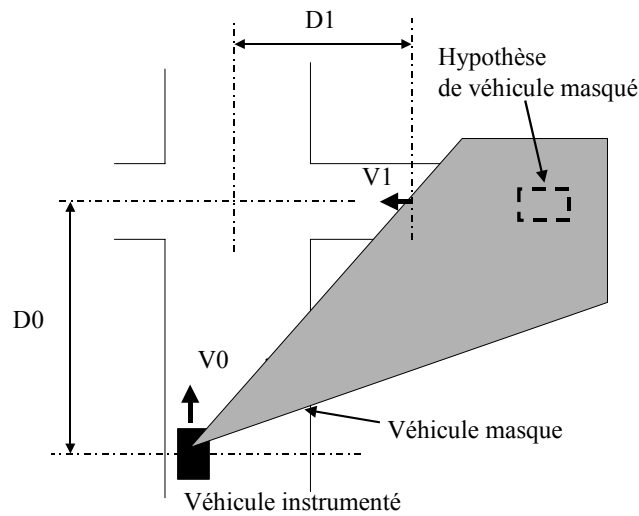 D1
Hypothèse
de véhicule masqué
V1
D0
V0
Véhicule masque
Véhicule instrumenté